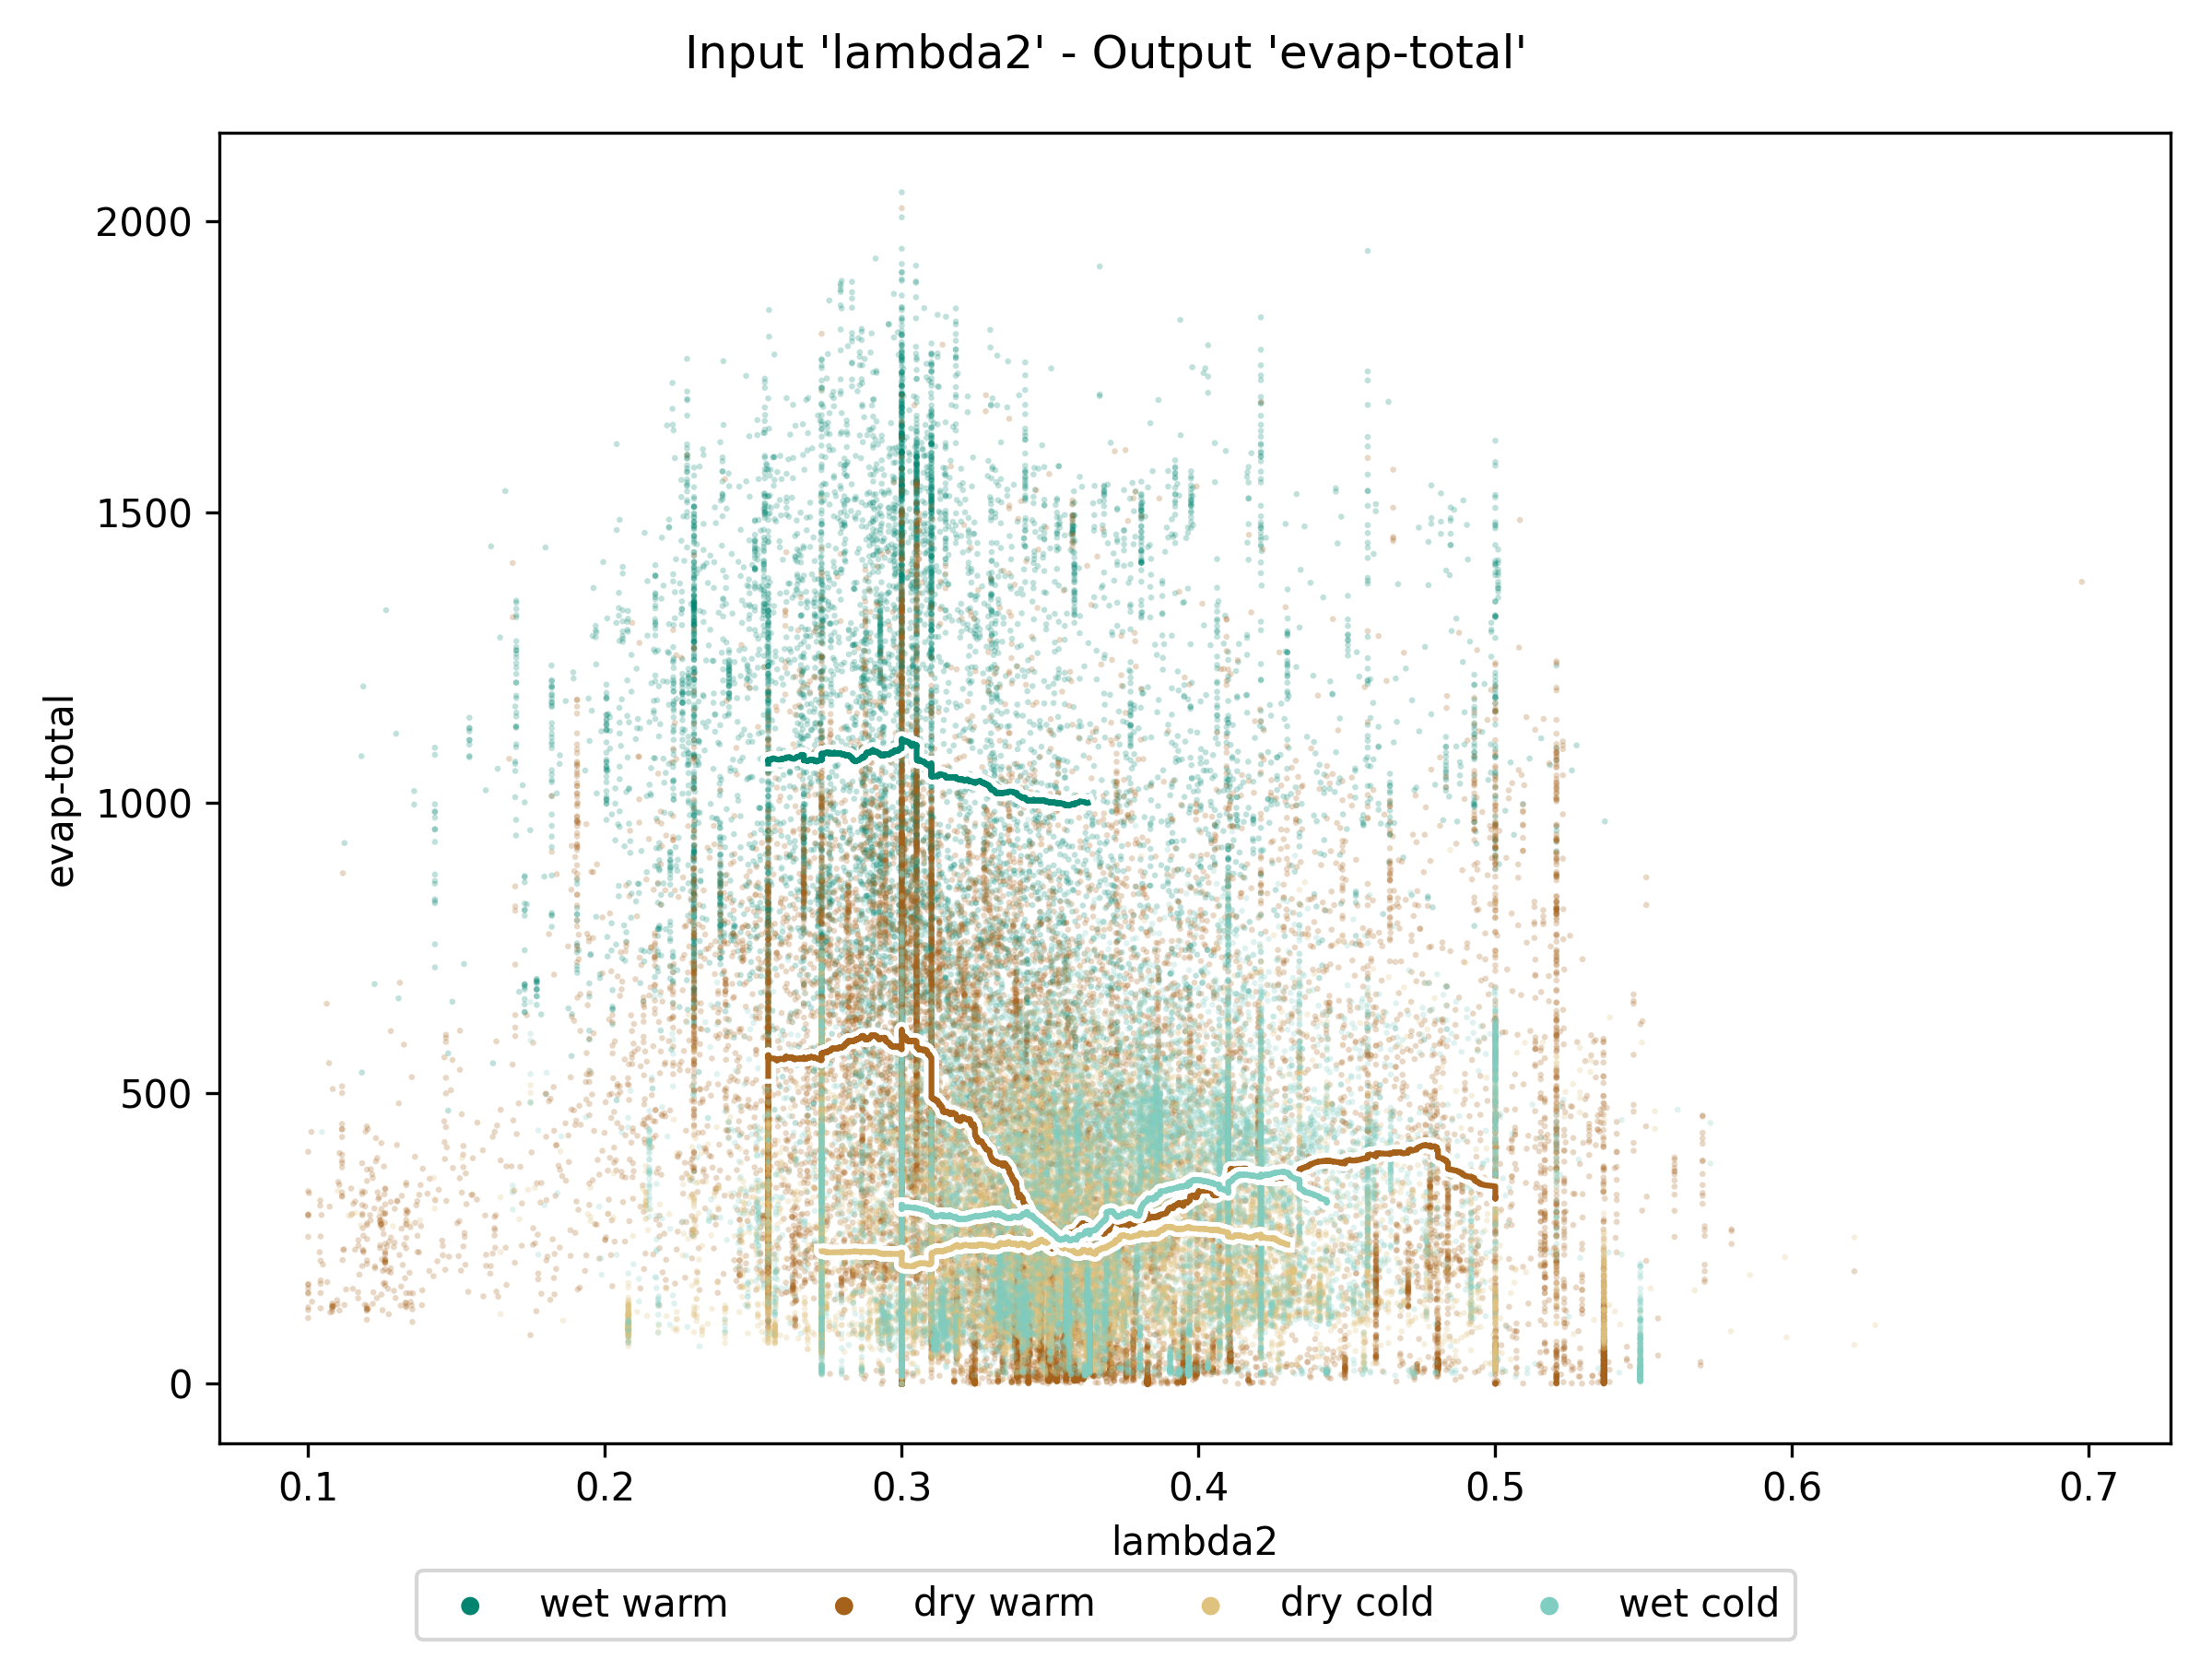 Input 'lambda2' - Output 'evap-total'
evap-total
2000
1500
1000
500
0
0.1 0.2 0.3 0.4 0.5 0.6 0.7
lambda2
wet warm dry warm dry cold wet cold